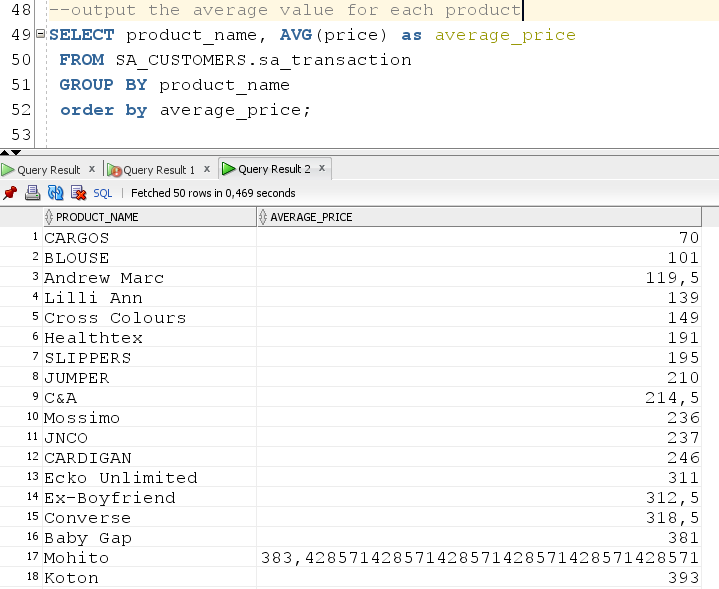 48 --output the average value for each product
49 SELECT product_name, AVG(price) as average_price
50 FROM SA_CUSTOMERS.sa_transaction
51 GROUP BY product_name
52 order by average_price;
53
Query Result x Query Result 1 x Query Result 2 x
SQL | Fetched 50 rows in 0,469 seconds
PRODUCT_NAME AVERAGE_PRICE
1 CARGOS 70
2 BLOUSE 101
3 Andrew Marc 119,5
4 Lilli Ann 139
5 Cross Colours 149
6 Healthtex 191
7 SLIPPERS 195
8 JUMPER 210
9 C&A 214,5
10 Mossimo 236
11 JNCO 237
12 CARDIGAN 246
13 Ecko Unlimited 311
14 Ex-Boyfriend 312,5
15 Converse 318,5
16 Baby Gap 381
17 Mohito 383,428571428571428571428571428571428571
18 Koton 393